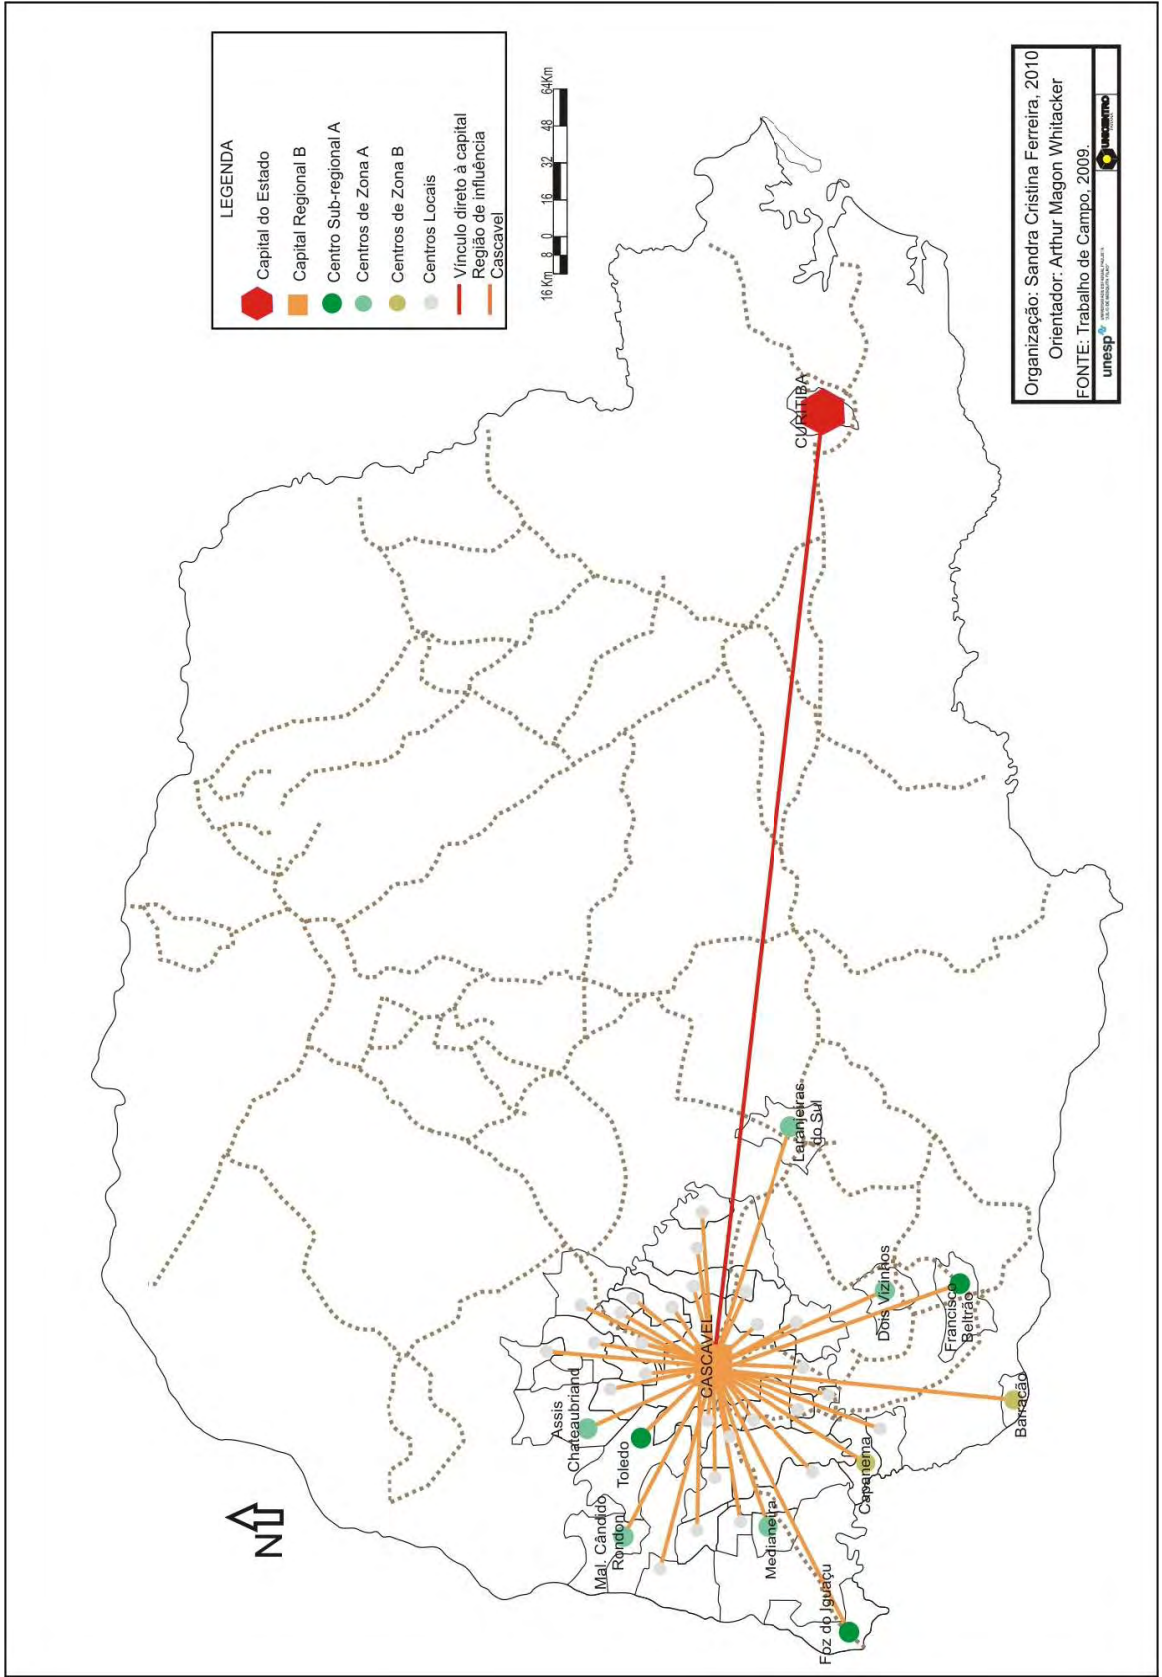 LEGENDA
Capital do Estado
Capital Regional B
Centro Sub-regional A
Centros de Zona A
Centros de Zona B
Centros Locais
Vínculo direto à capital
Região de influência
Cascavel
16 Km 8 0 16 32 48 64Km
N
CURITIBA
CASCAVEL
Assis
Chateaubriand
Toledo
Mal. Cândido
Rondon
Medianeira
Foz do Iguaçu
Capanema
Barracão
Francisco
Beltrão
Dois Vizinhos
Laranjeiras
do Sul
Organização: Sandra Cristina Ferreira, 2010
Orientador: Arthur Magon Whitacker
FONTE: Trabalho de Campo, 2009.
unesp
UNICENTRO